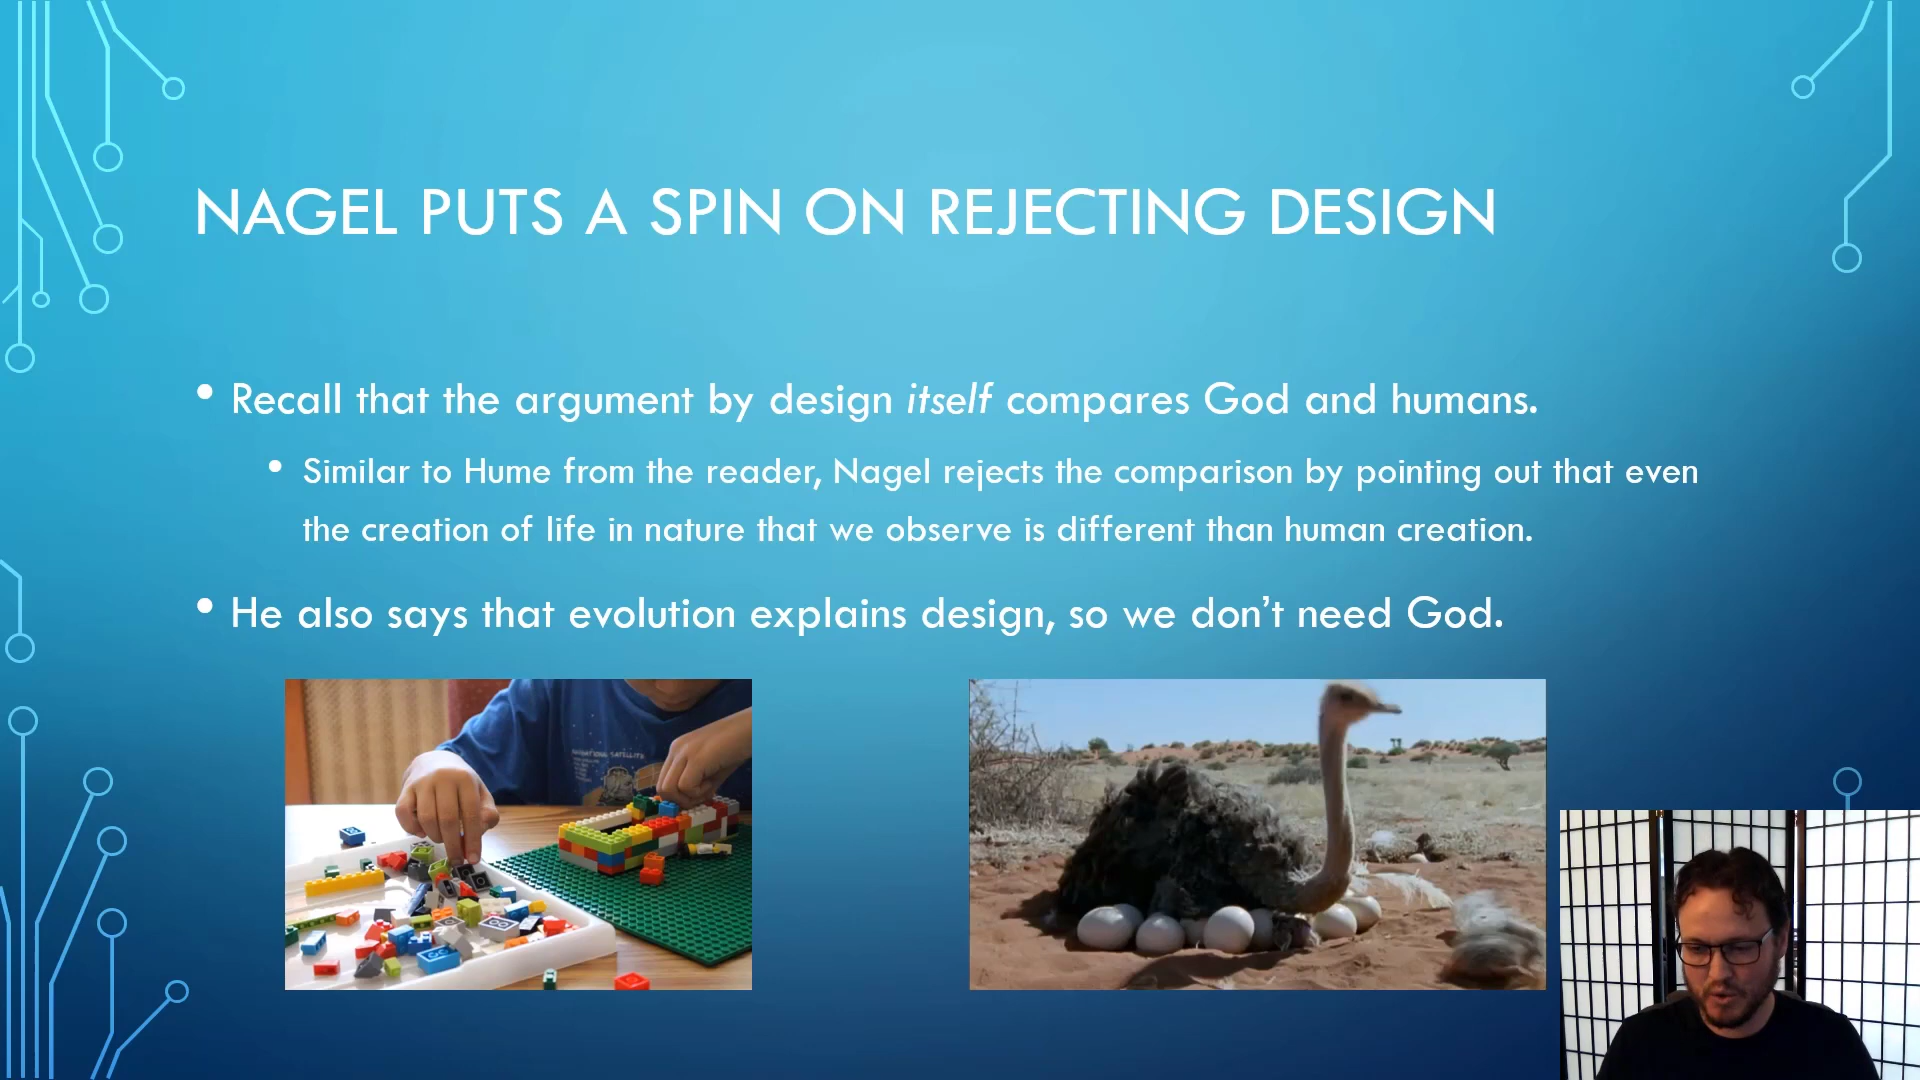 NAGEL PUTS A SPIN ON REJECTING DESIGN
• Recall that the argument by design itself compares God and humans.
• Similar to Hume from the reader, Nagel rejects the comparison by pointing out that even
the creation of life in nature that we observe is different than human creation.
• He also says that evolution explains design, so we don’t need God.